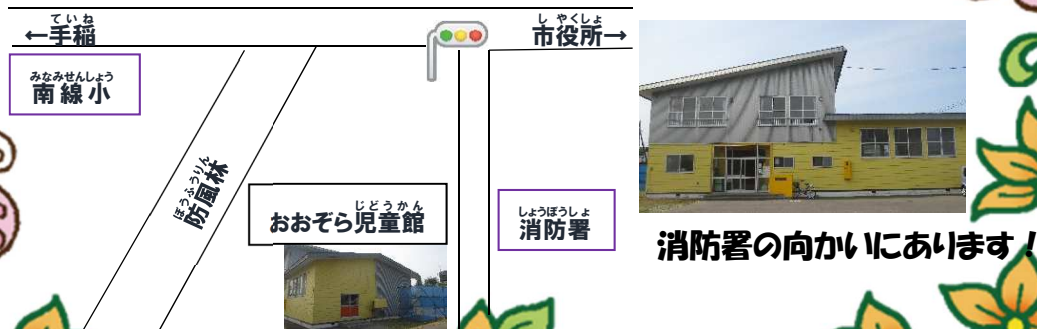 ←手稲
ていね
市役所→
しやくしょ
南線小
みなみせんしょう
防風林
ぼうふうりん
おおぞら児童館
じどうかん
消防署
しょうぼうしょ
消防署の向かいにあります!